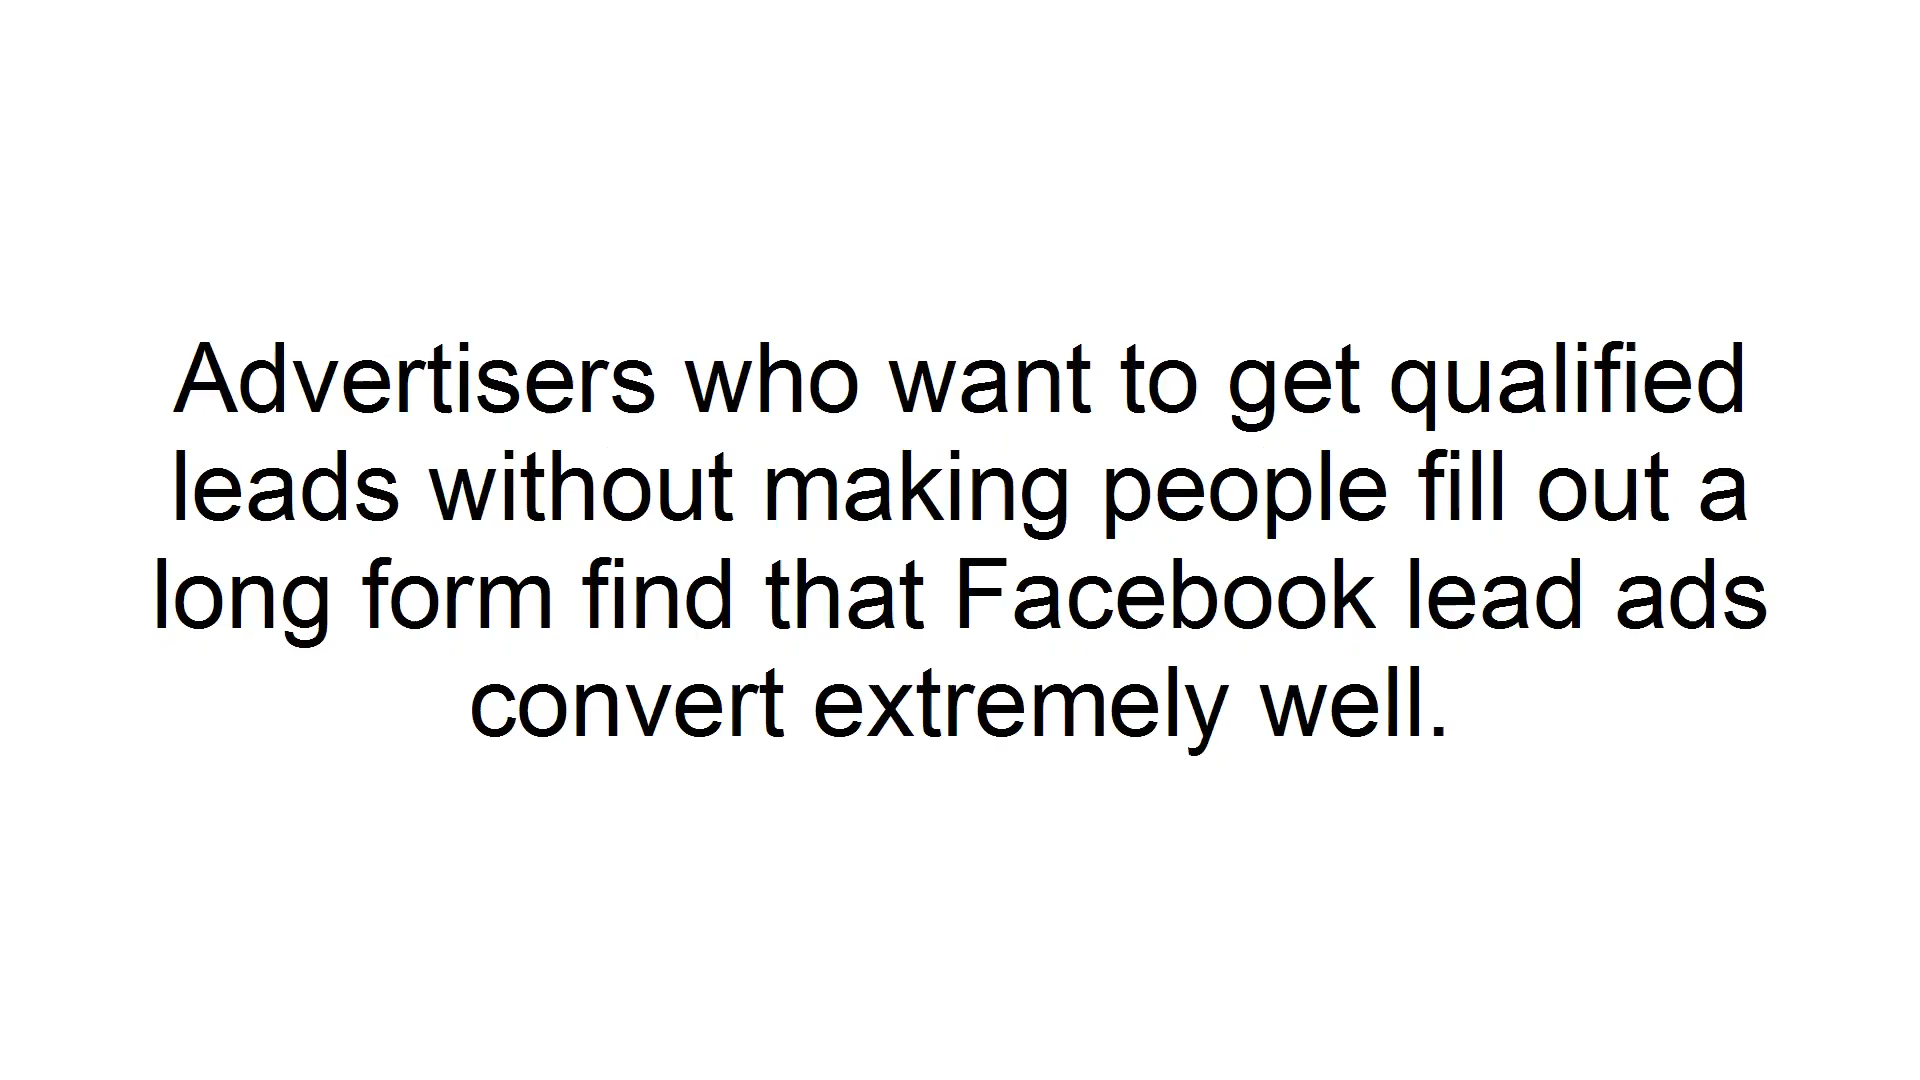 Advertisers who want to get qualified
leads without making people fill out a
long form find that Facebook lead ads
convert extremely well.